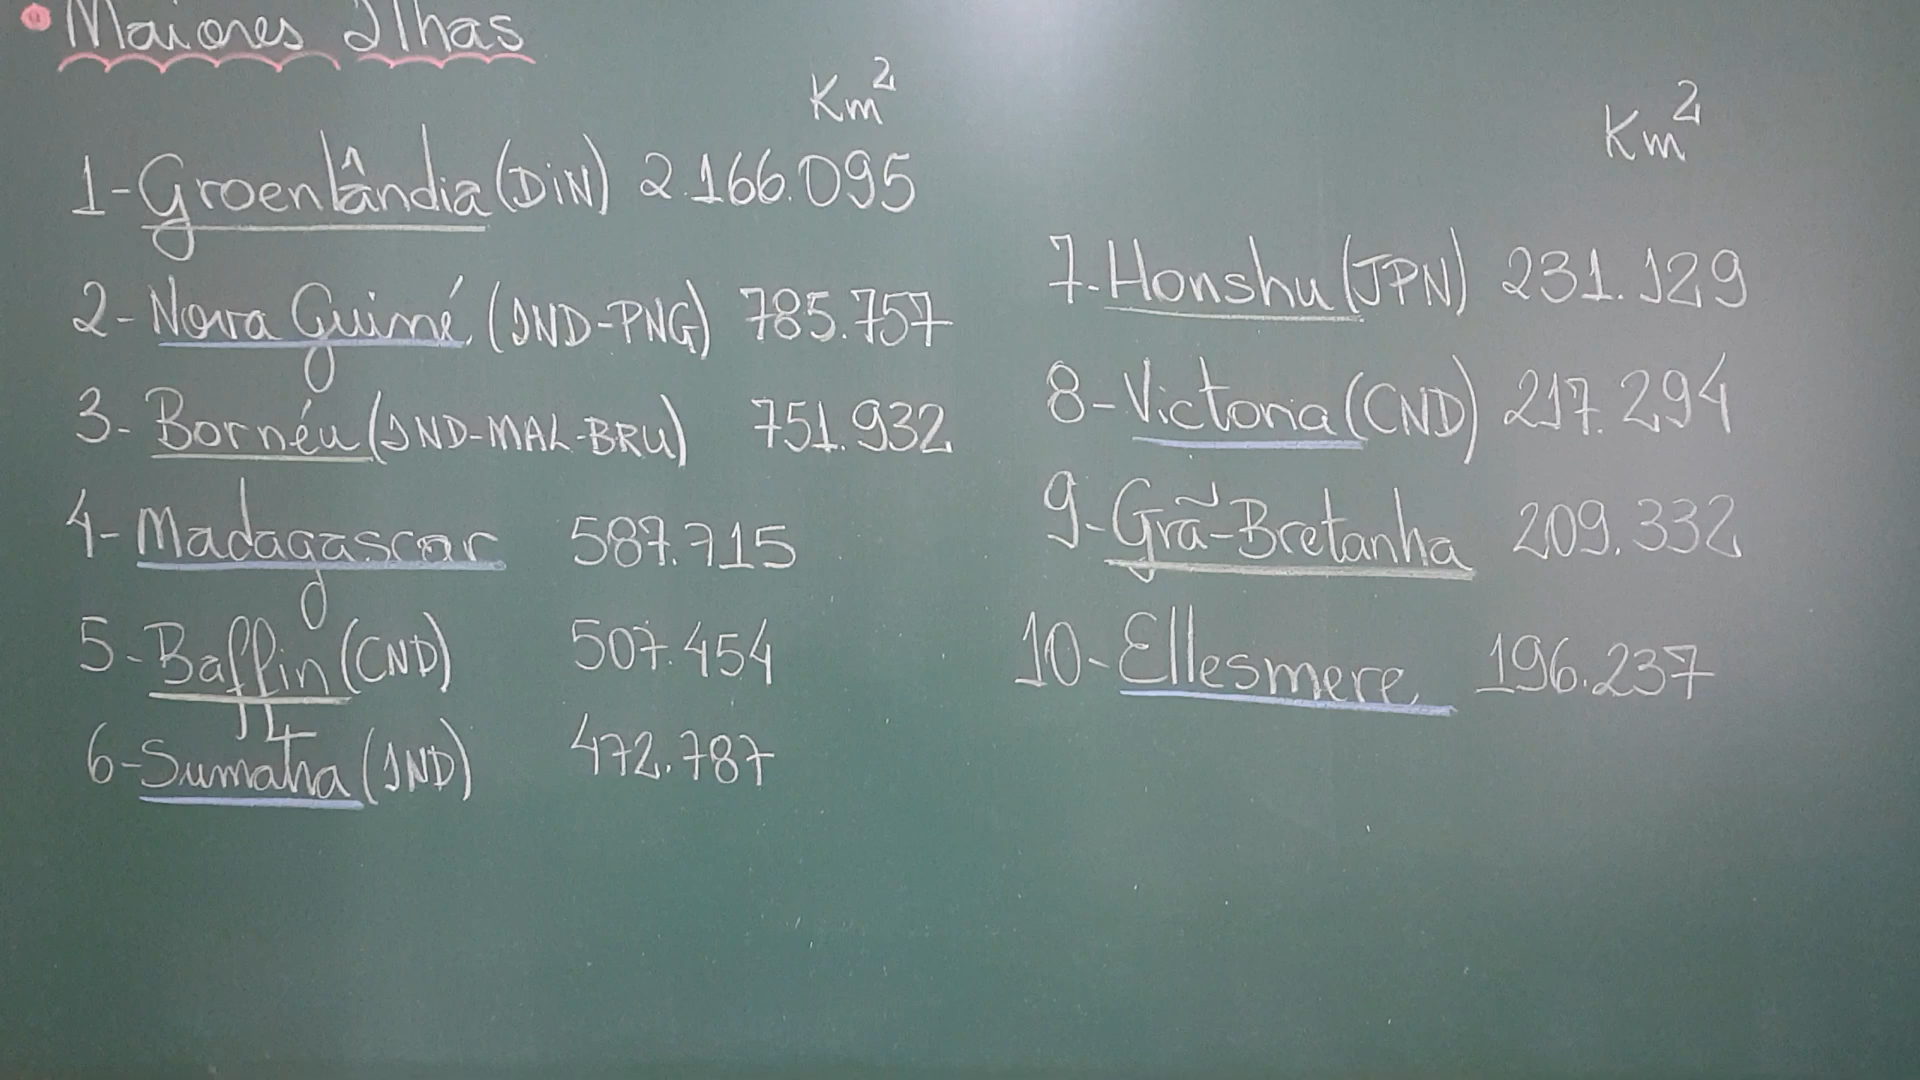 Maiores Ilhas
Km²
1-Groenlândia (DIN) 2.166.095
2-Nova Guiné (IND-PNG) 785.757
3-Bornéu (IND-MAL-BRU) 751.932
4-Madagascar 587.715
5-Baffin (CND) 507.454
6-Sumatra (IND) 472.787
Km²
7-Honshu (JPN) 231.129
8-Victoria (CND) 217.294
9-Grã-Bretanha 209.332
10-Ellesmere 196.237